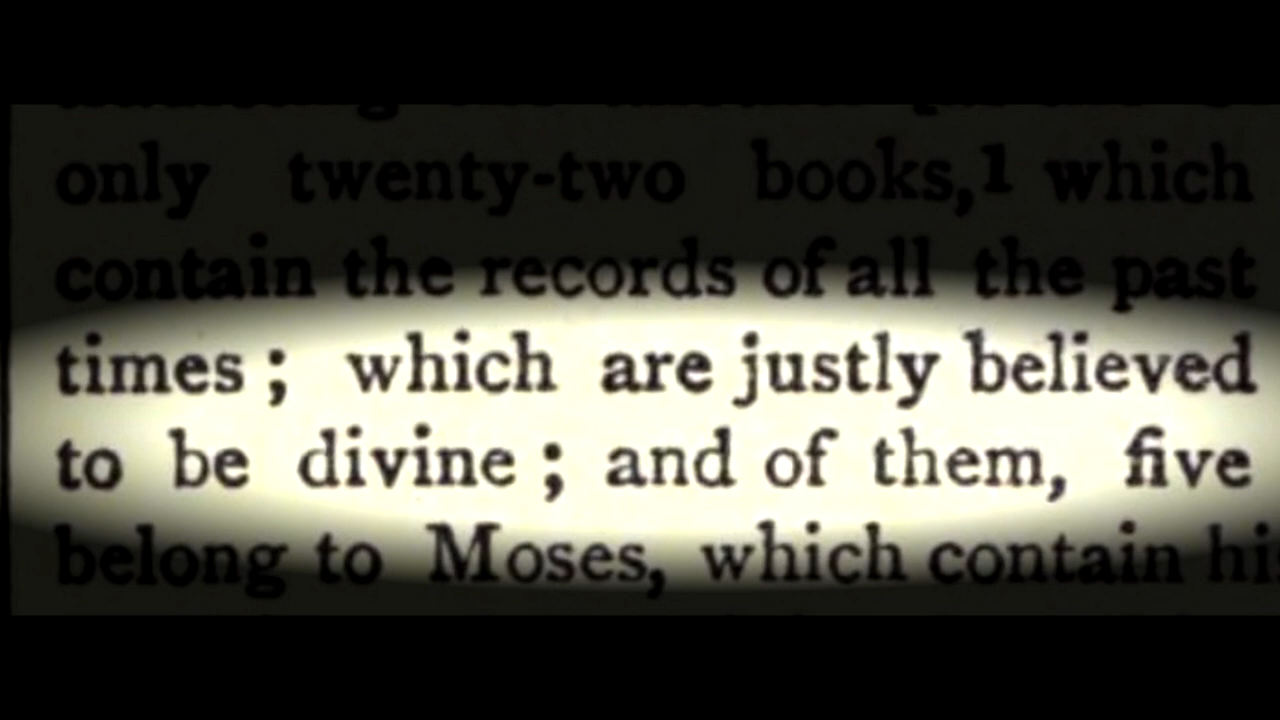 only twenty-two books,1 which
contain the records of all the past
times ; which are justly believed
to be divine ; and of them, five
belong to Moses, which contain his